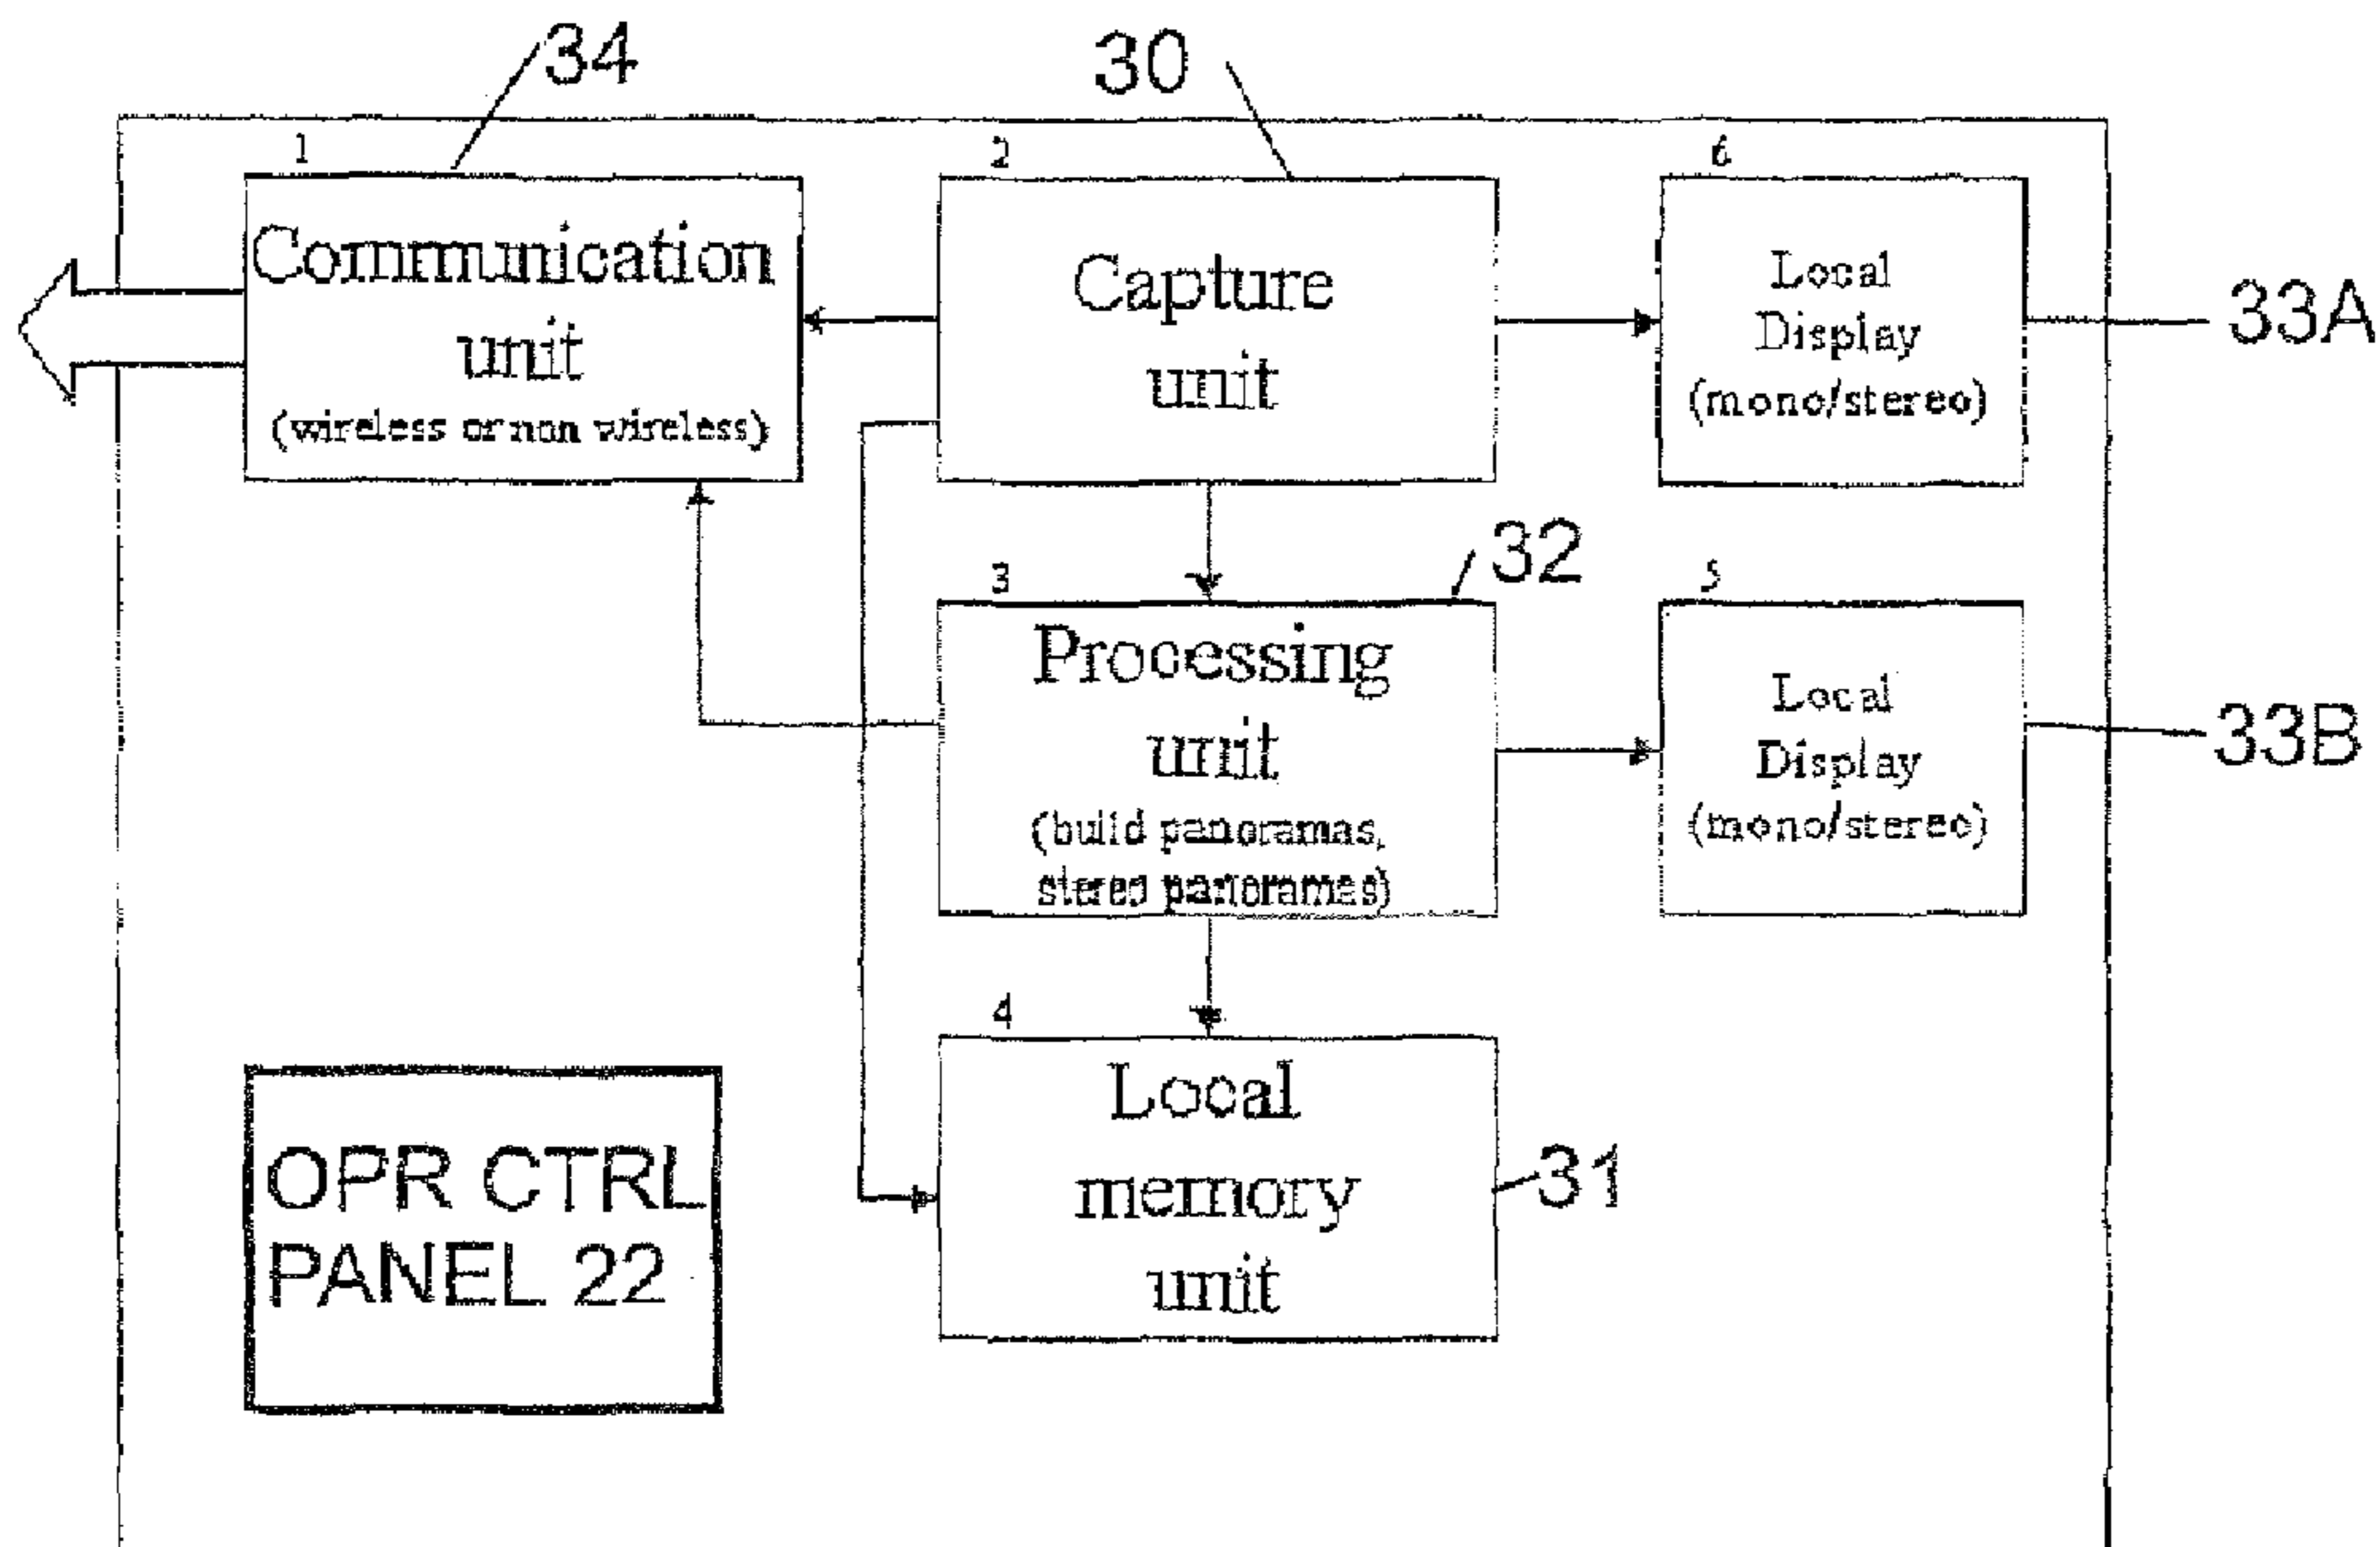 34
30
1
2
6
Communication
unit
(wireless or non wireless)
Capture
unit
Local
Display
(mono/stereo)
33A
32
3
5
Processing
unit
(build panoramas,
stereo panoramas)
Local
Display
(mono/stereo)
33B
4
Local
memory
unit
31
OPR CTRL
PANEL 22